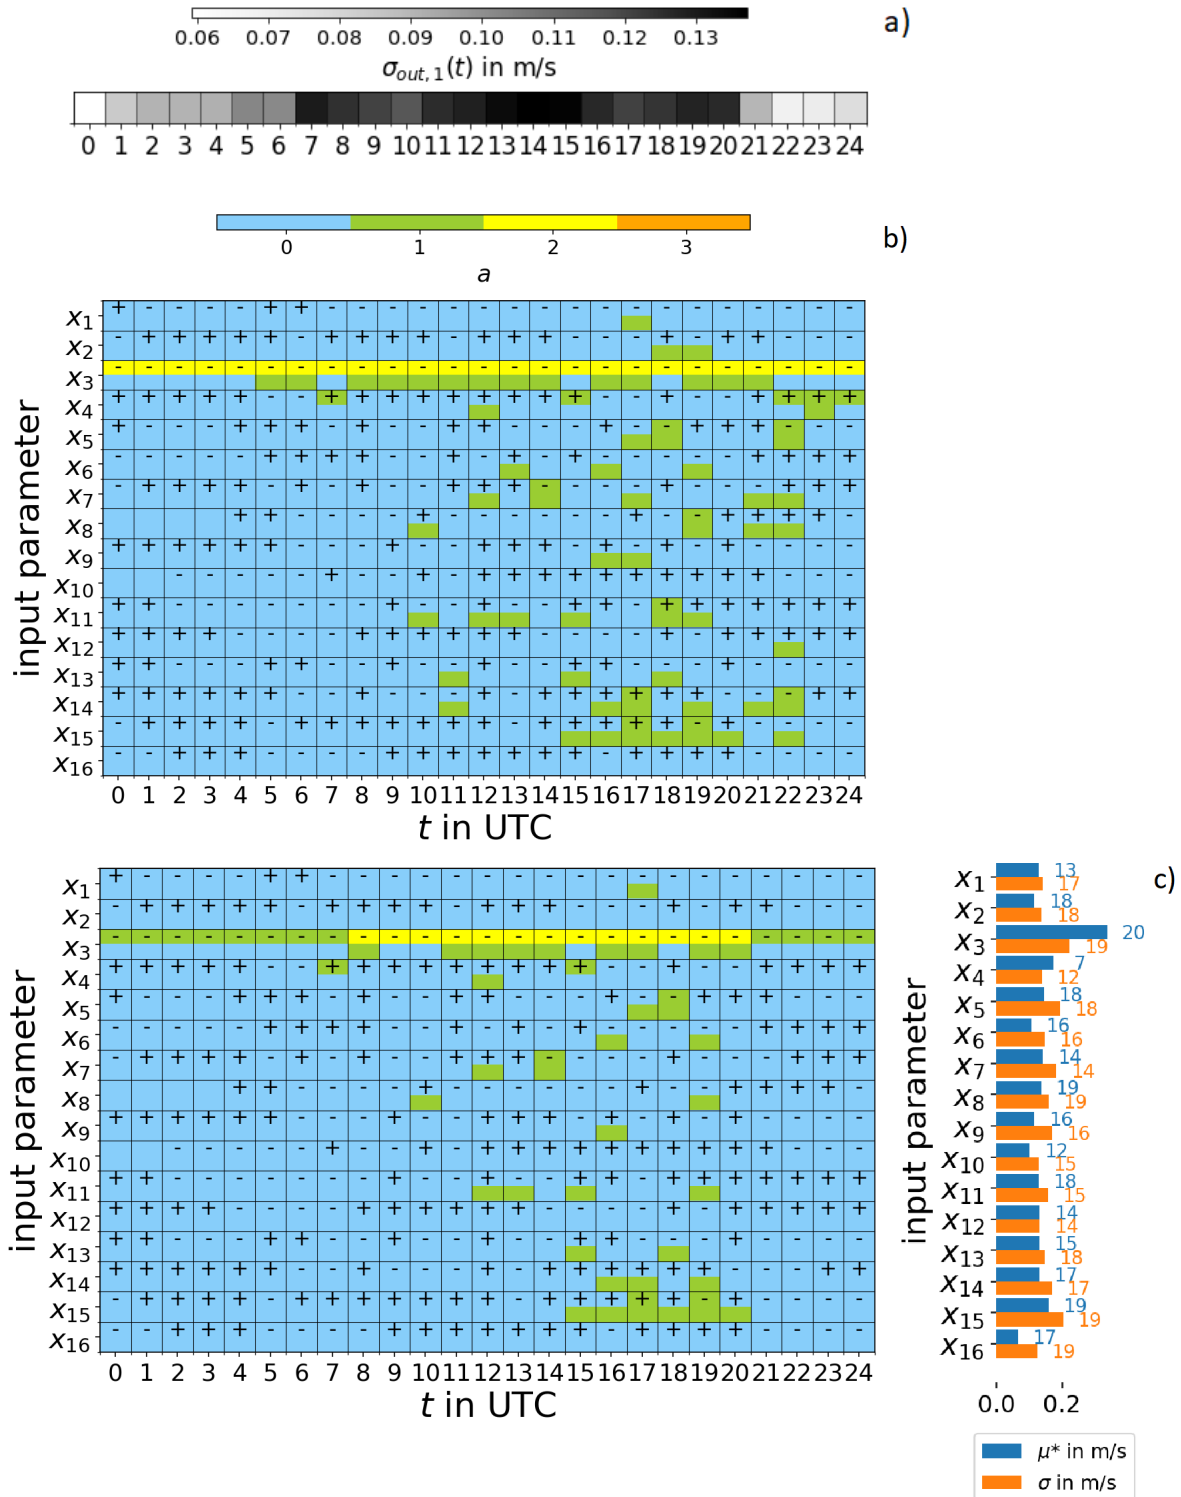 a)
0.06 0.07 0.08 0.09 0.10 0.11 0.12 0.13
σout, 1(t) in m/s
0 1 2 3 4 5 6 7 8 9 10 11 12 13 14 15 16 17 18 19 20 21 22 23 24
b)
0 1 2 3
a
input parameter
x1
x2
x3
x4
x5
x6
x7
x8
x9
x10
x11
x12
x13
x14
x15
x16
0 1 2 3 4 5 6 7 8 9 10 11 12 13 14 15 16 17 18 19 20 21 22 23 24
t in UTC
input parameter
x1
x2
x3
x4
x5
x6
x7
x8
x9
x10
x11
x12
x13
x14
x15
x16
0 1 2 3 4 5 6 7 8 9 10 11 12 13 14 15 16 17 18 19 20 21 22 23 24
t in UTC
c)
input parameter
x1 13 17
x2 18 18
x3 20 19
x4 7 12
x5 18 18
x6 16 16
x7 14 14
x8 19 19
x9 16 16
x10 12 15
x11 18 15
x12 14 14
x13 15 18
x14 17 17
x15 19 19
x16 17 19
0.0 0.2
μ* in m/s
σ in m/s